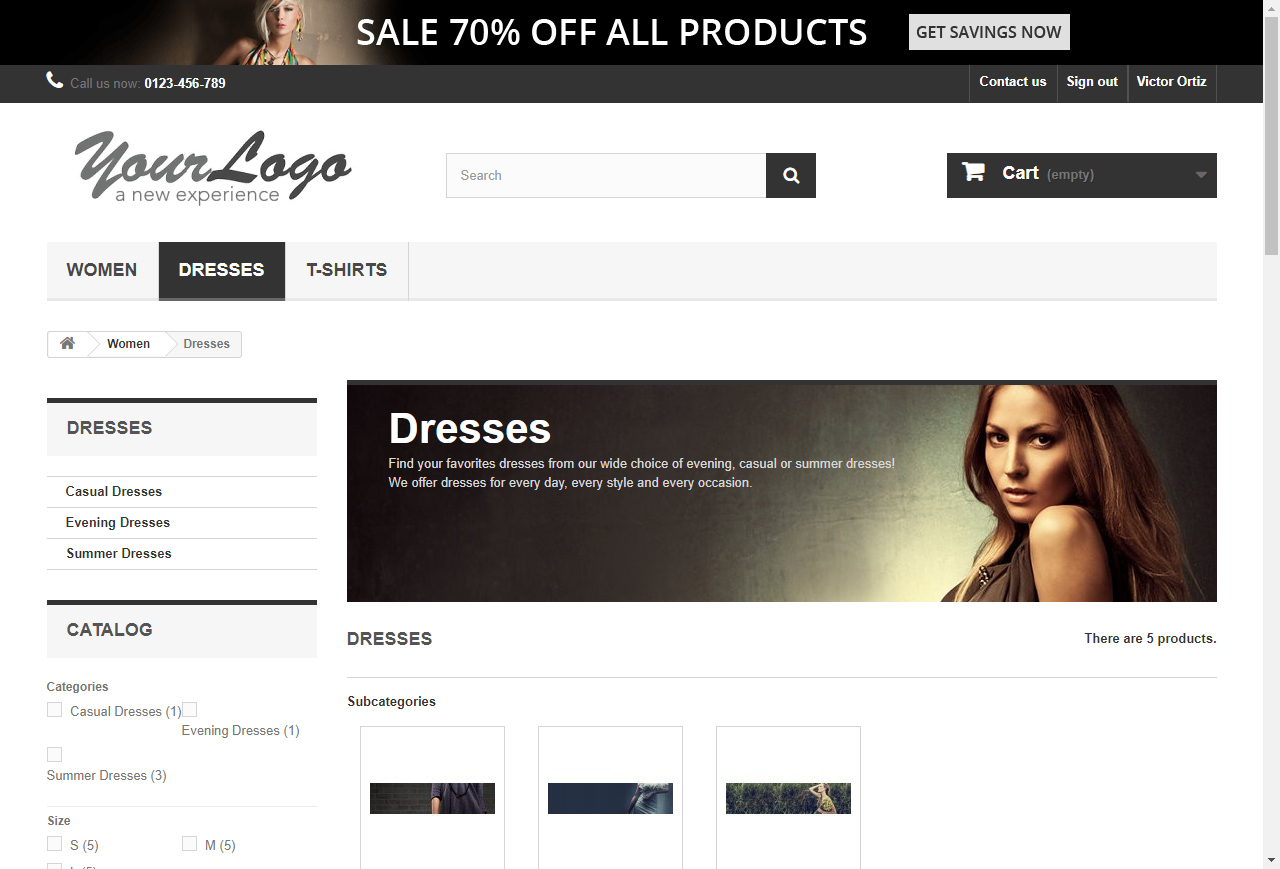 SALE 70% OFF ALL PRODUCTS
GET SAVINGS NOW
Call us now: 0123-456-789
Contact us
Sign out
Victor Ortiz
YourLogo
a new experience
Search
Cart (empty)
WOMEN
DRESSES
T-SHIRTS
Women
Dresses
DRESSES
Casual Dresses
Evening Dresses
Summer Dresses
CATALOG
Categories
Casual Dresses (1)
Evening Dresses (1)
Summer Dresses (3)
Size
S (5)
M (5)
Dresses
Find your favorites dresses from our wide choice of evening, casual or summer dresses!
We offer dresses for every day, every style and every occasion.
DRESSES
There are 5 products.
Subcategories